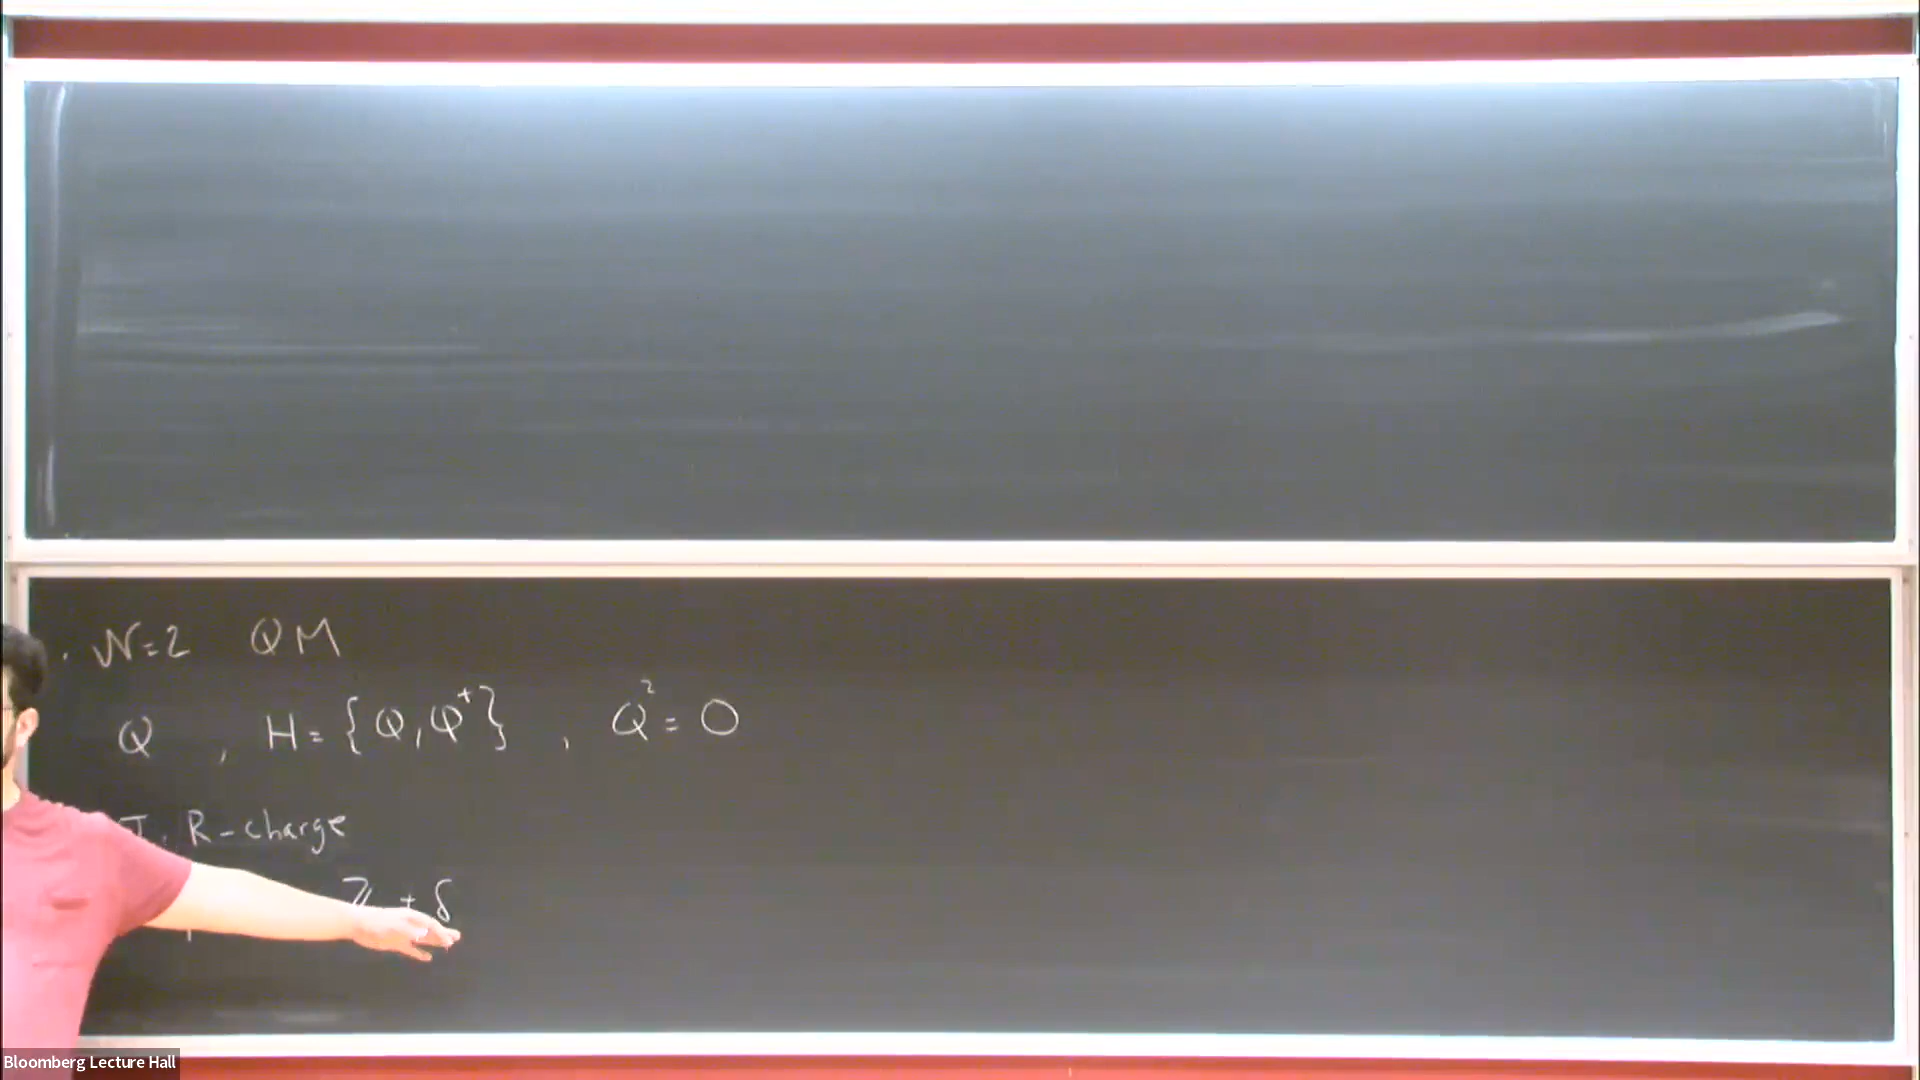 · N=2 QM
Q , H = {Q, Q†} , Q² = 0
J. R-charge
ℤ + δ
Bloomberg Lecture Hall